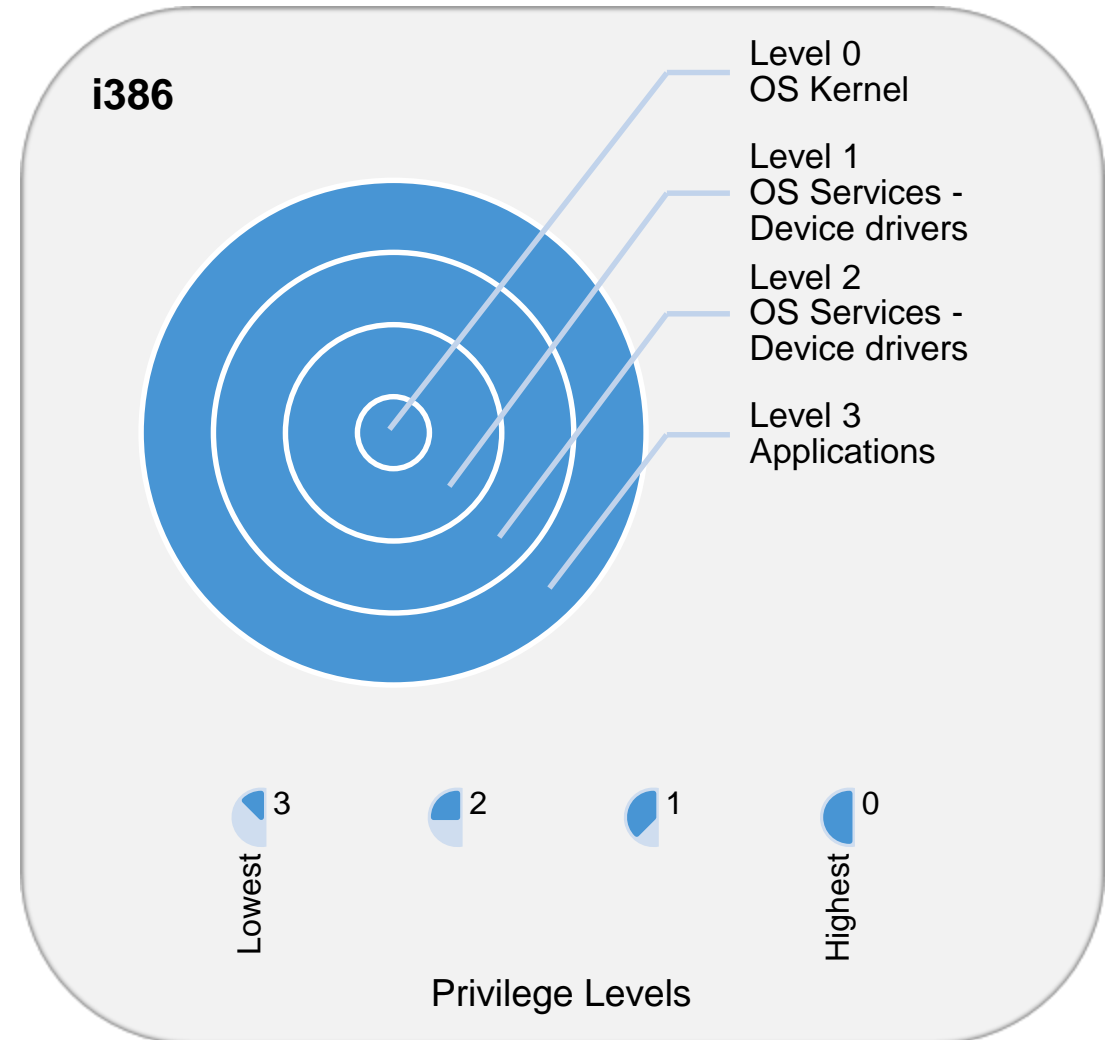 i386
Level 0
OS Kernel
Level 1
OS Services -
Device drivers
Level 2
OS Services -
Device drivers
Level 3
Applications
3
2
1
0
Lowest
Highest
Privilege Levels